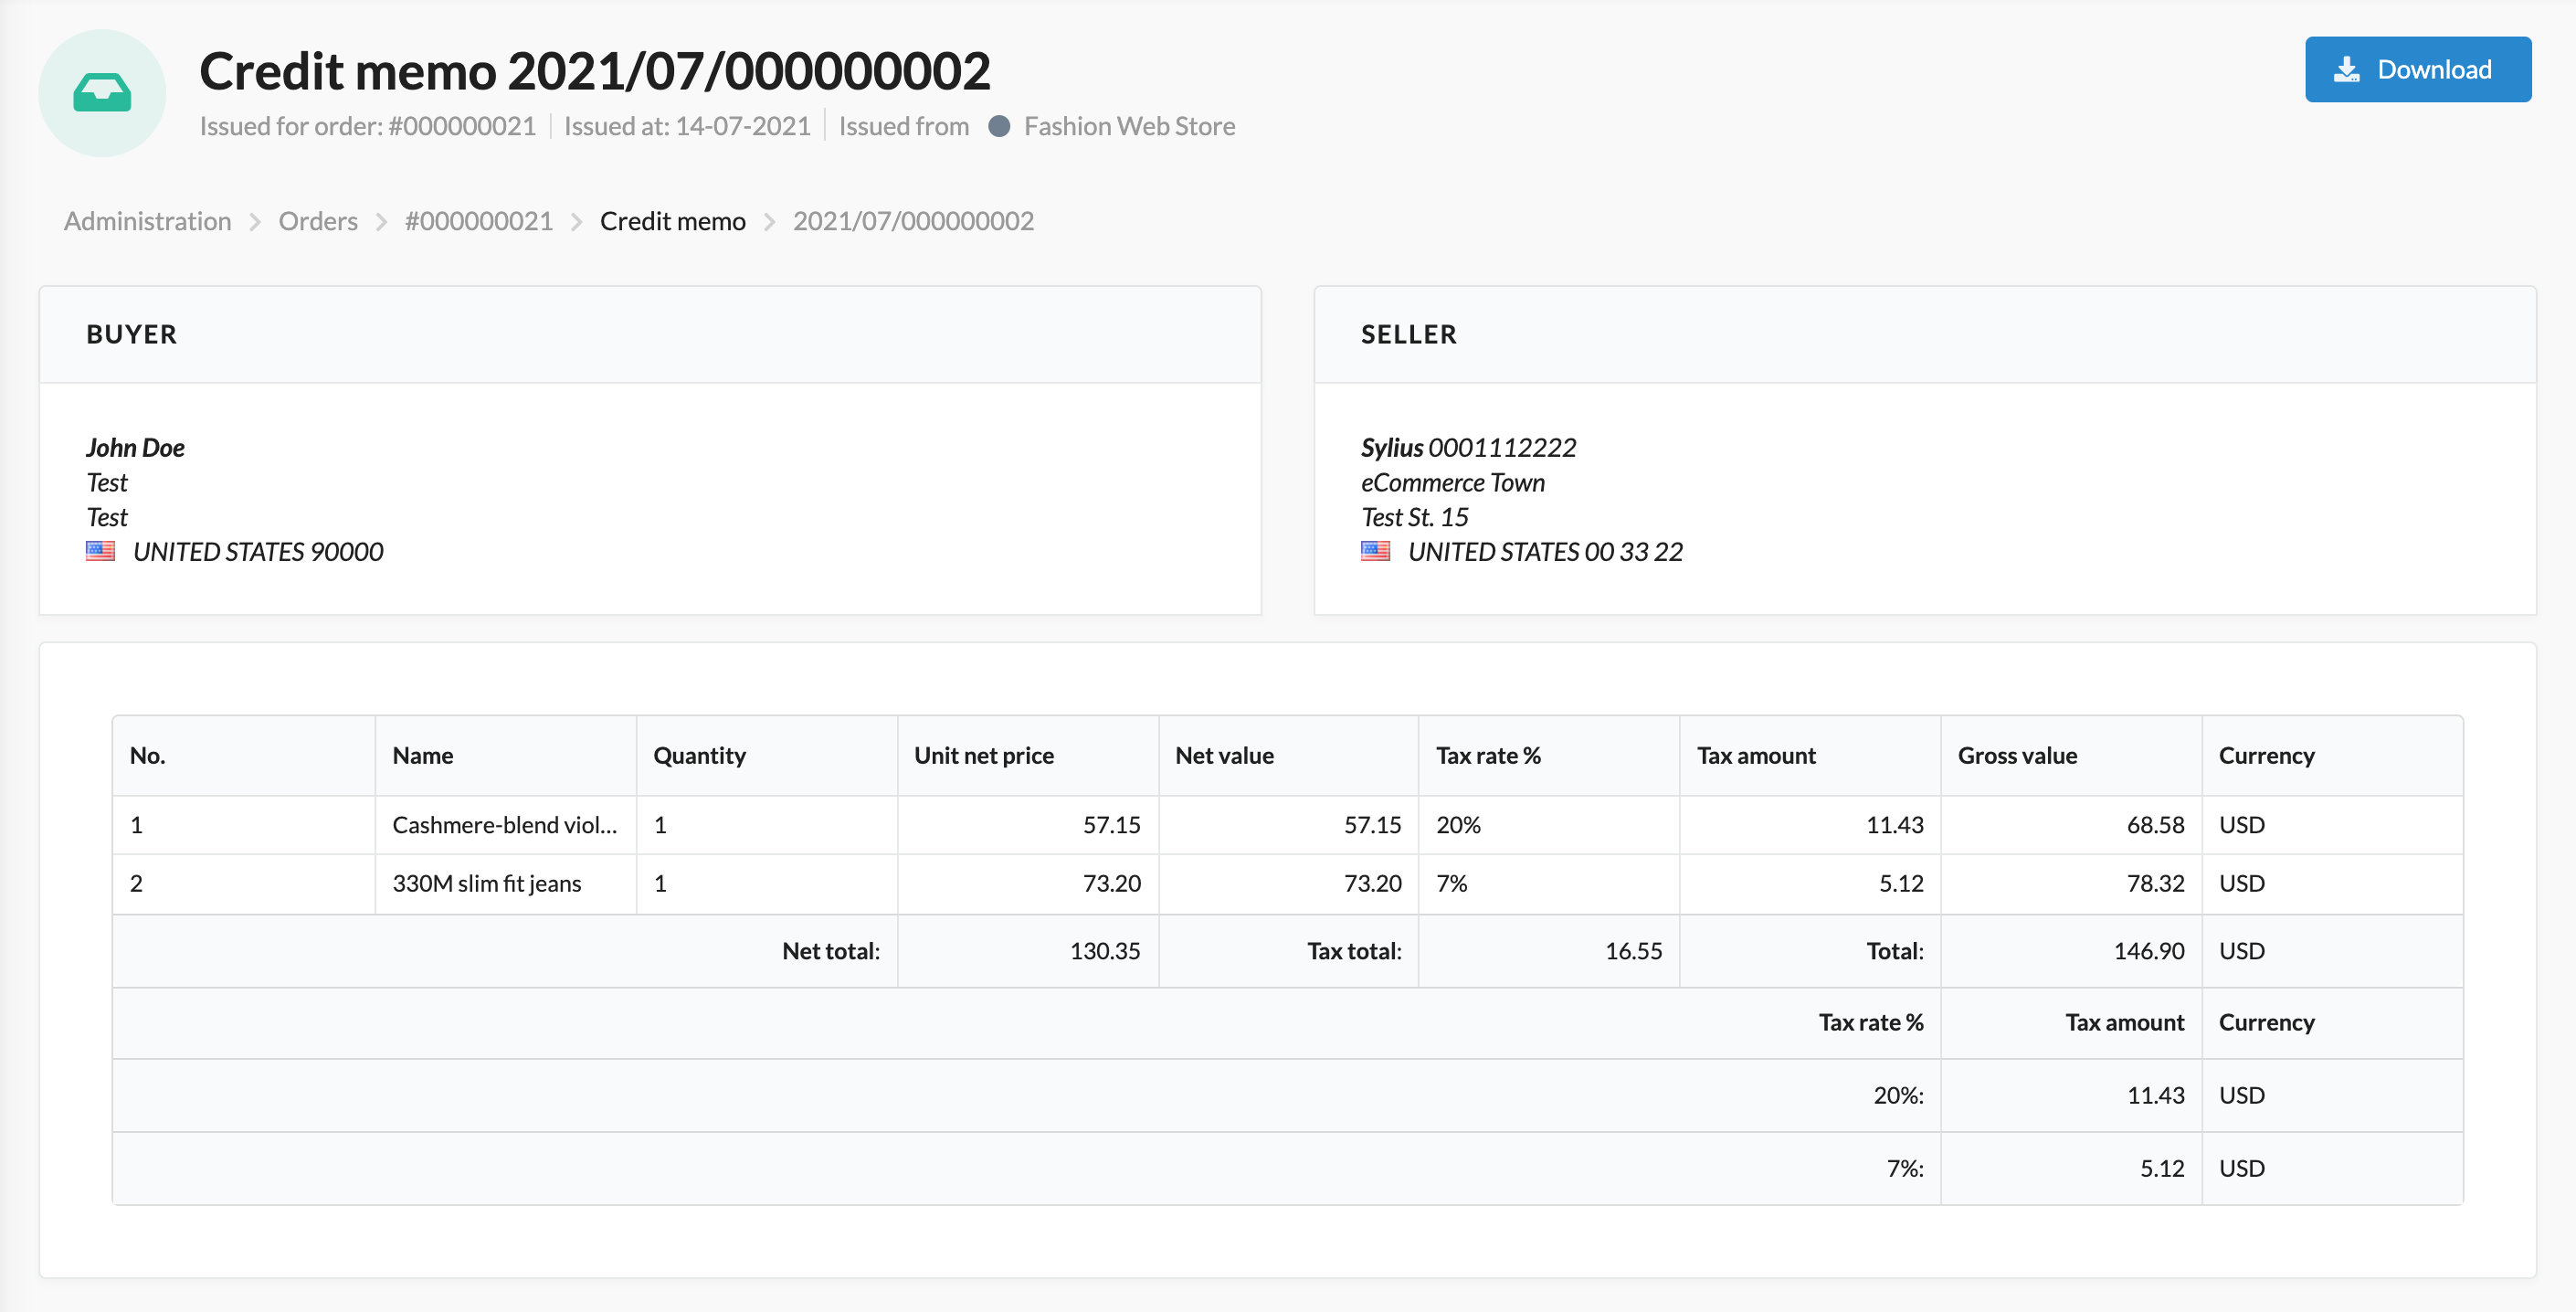 Credit memo 2021/07/000000002
Download
Issued for order: #000000021 Issued at: 14-07-2021 Issued from Fashion Web Store
Administration Orders #000000021 Credit memo 2021/07/000000002
BUYER
John Doe
Test
Test
UNITED STATES 90000
SELLER
Sylius 0001112222
eCommerce Town
Test St. 15
UNITED STATES 00 33 22
No. Name Quantity Unit net price Net value Tax rate % Tax amount Gross value Currency
1 Cashmere-blend viol... 1 57.15 57.15 20% 11.43 68.58 USD
2 330M slim fit jeans 1 73.20 73.20 7% 5.12 78.32 USD
Net total: 130.35 Tax total: 16.55 Total: 146.90 USD
Tax rate % Tax amount Currency
20%: 11.43 USD
7%: 5.12 USD